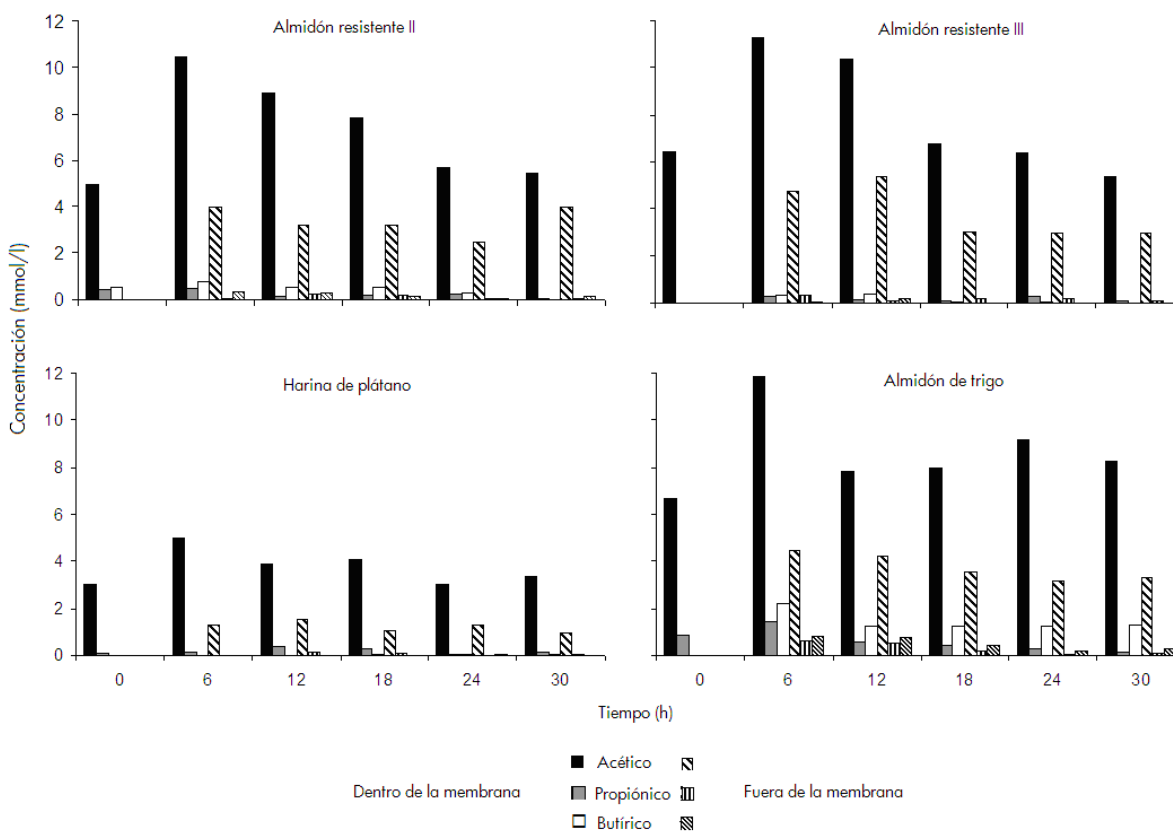 Almidón resistente II
Almidón resistente III
12
10
8
6
4
2
0
Concentración (mmol/l)
Harina de plátano
Almidón de trigo
12
10
8
6
4
2
0
0 6 12 18 24 30
0 6 12 18 24 30
Tiempo (h)
Acético
Dentro de la membrana Propiónico Fuera de la membrana
Butírico